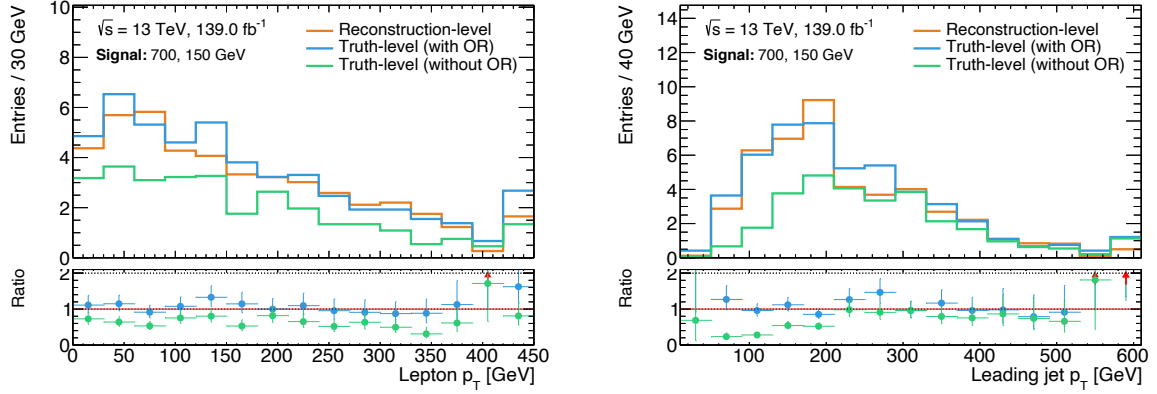 √s = 13 TeV, 139.0 fb⁻¹
Signal: 700, 150 GeV
Reconstruction-level
Truth-level (with OR)
Truth-level (without OR)
Entries / 30 GeV
10
8
6
4
2
0
Ratio
2
1
0
0 50 100 150 200 250 300 350 400 450
Lepton p_T [GeV]
√s = 13 TeV, 139.0 fb⁻¹
Signal: 700, 150 GeV
Reconstruction-level
Truth-level (with OR)
Truth-level (without OR)
Entries / 40 GeV
14
12
10
8
6
4
2
0
Ratio
2
1
0
100 200 300 400 500 600
Leading jet p_T [GeV]